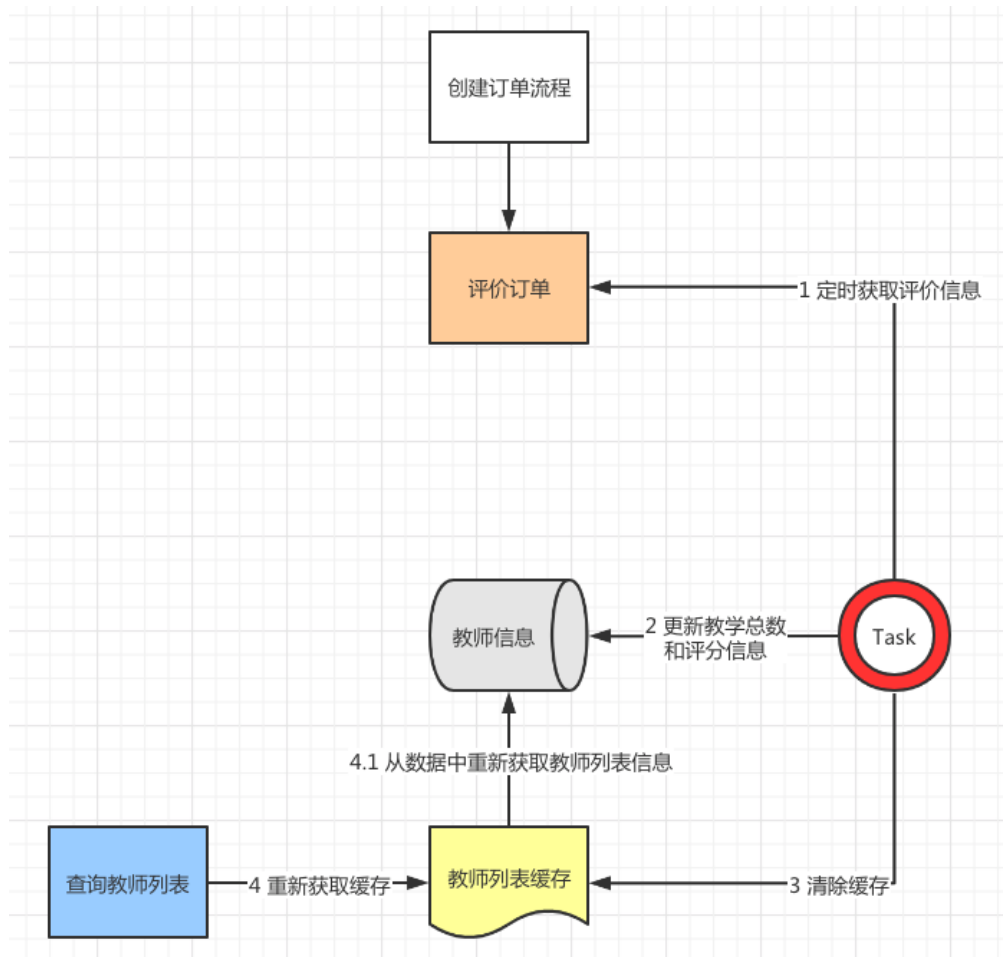 创建订单流程
评价订单
1 定时获取评价信息
教师信息
2 更新教学总数
和评分信息
Task
4.1 从数据中重新获取教师列表信息
查询教师列表
4 重新获取缓存
教师列表缓存
3 清除缓存